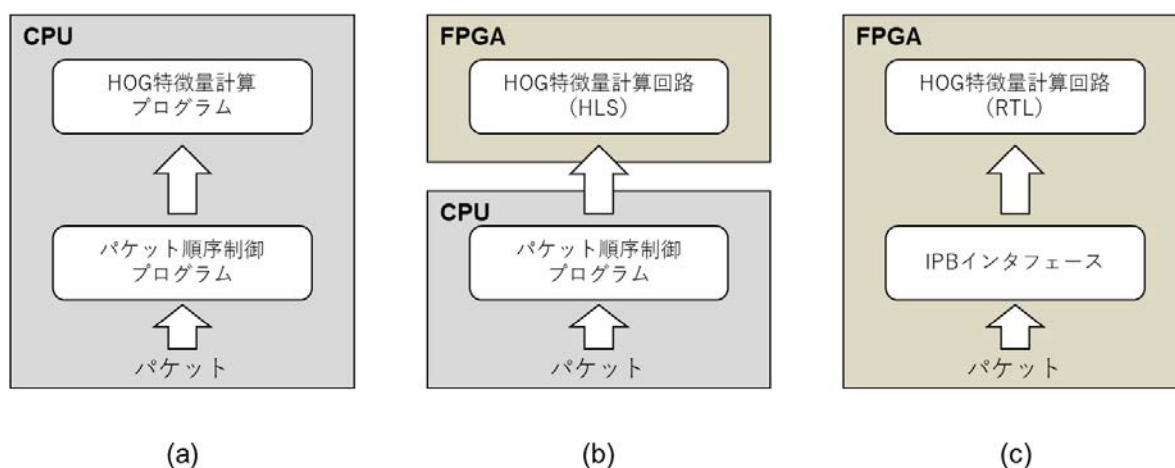 CPU
HOG特徴量計算
プログラム
パケット順序制御
プログラム
パケット
(a)
FPGA
HOG特徴量計算回路
(HLS)
CPU
パケット順序制御
プログラム
パケット
(b)
FPGA
HOG特徴量計算回路
(RTL)
IPBインタフェース
パケット
(c)